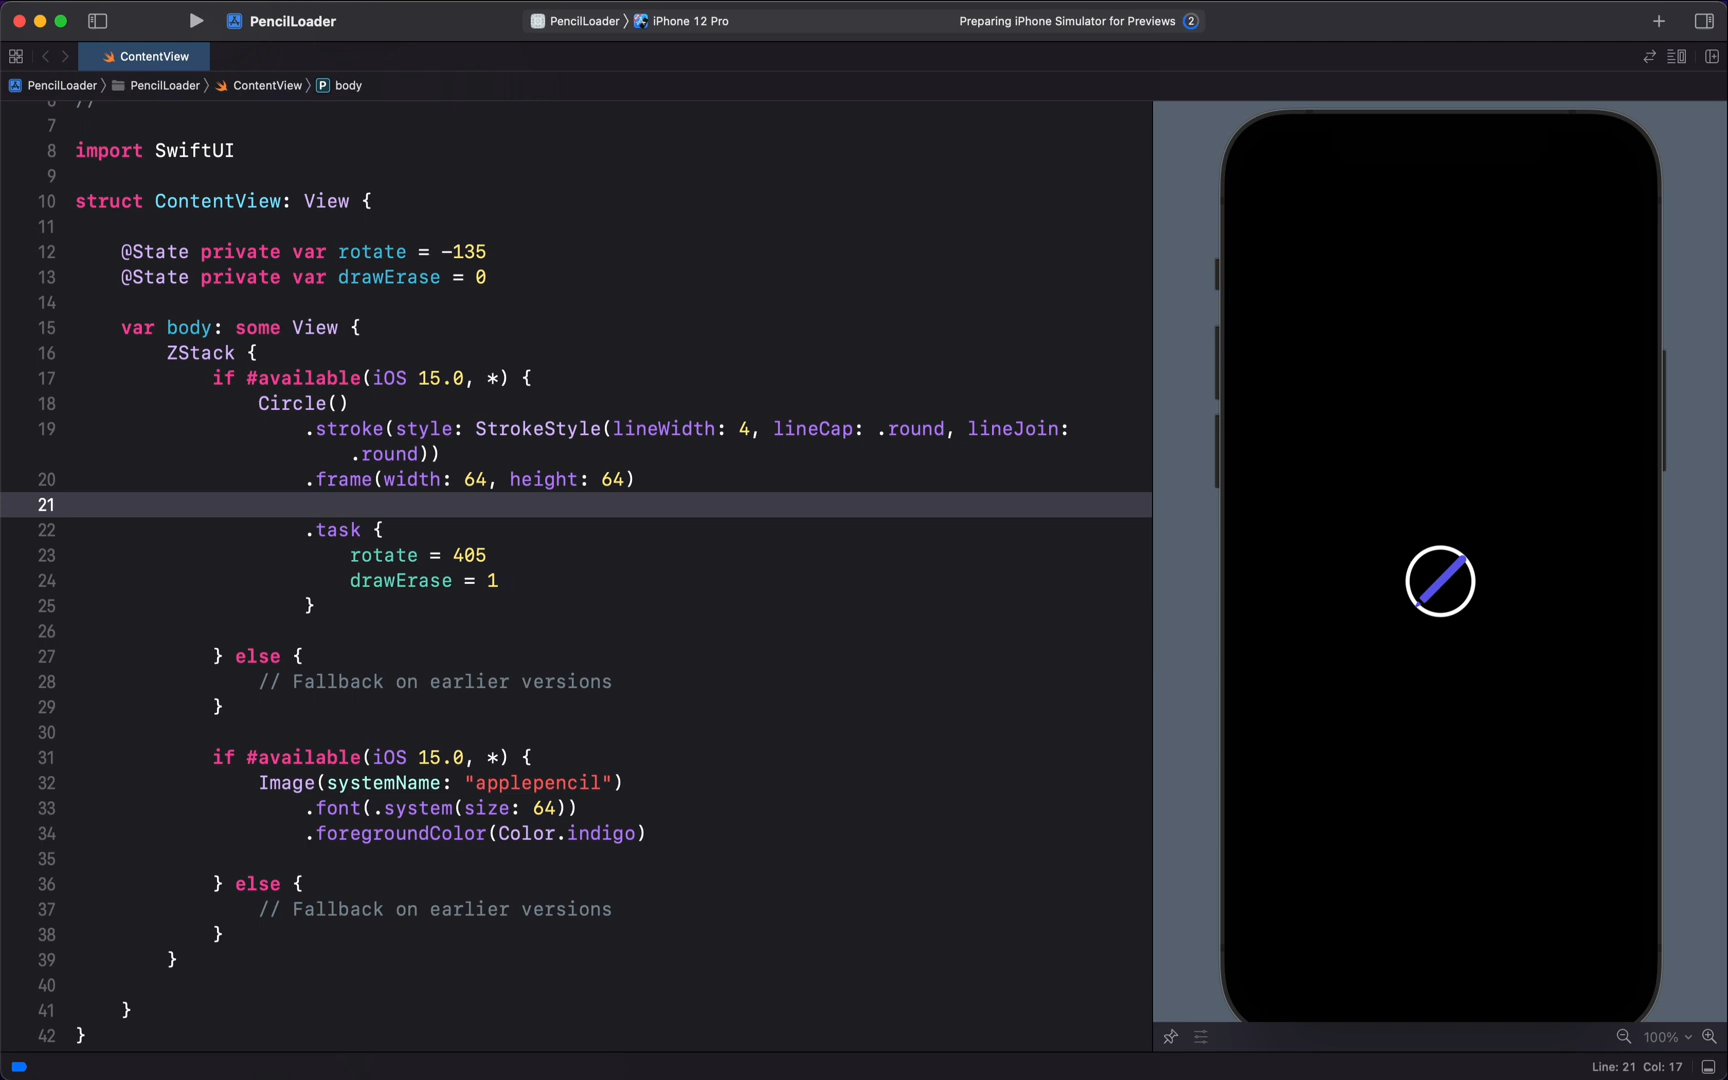 PencilLoader
PencilLoader
iPhone 12 Pro
Preparing iPhone Simulator for Previews
2
ContentView
PencilLoader
PencilLoader
ContentView
P
body
6 //
7
8 import SwiftUI
9
10 struct ContentView: View {
11
12 @State private var rotate = -135
13 @State private var drawErase = 0
14
15 var body: some View {
16 ZStack {
17 if #available(iOS 15.0, *) {
18 Circle()
19 .stroke(style: StrokeStyle(lineWidth: 4, lineCap: .round, lineJoin:
.round))
20 .frame(width: 64, height: 64)
21
22 .task {
23 rotate = 405
24 drawErase = 1
25 }
26
27 } else {
28 // Fallback on earlier versions
29 }
30
31 if #available(iOS 15.0, *) {
32 Image(systemName: "applepencil")
33 .font(.system(size: 64))
34 .foregroundColor(Color.indigo)
35
36 } else {
37 // Fallback on earlier versions
38 }
39 }
40
41 }
42 }
100%
Line: 21 Col: 17